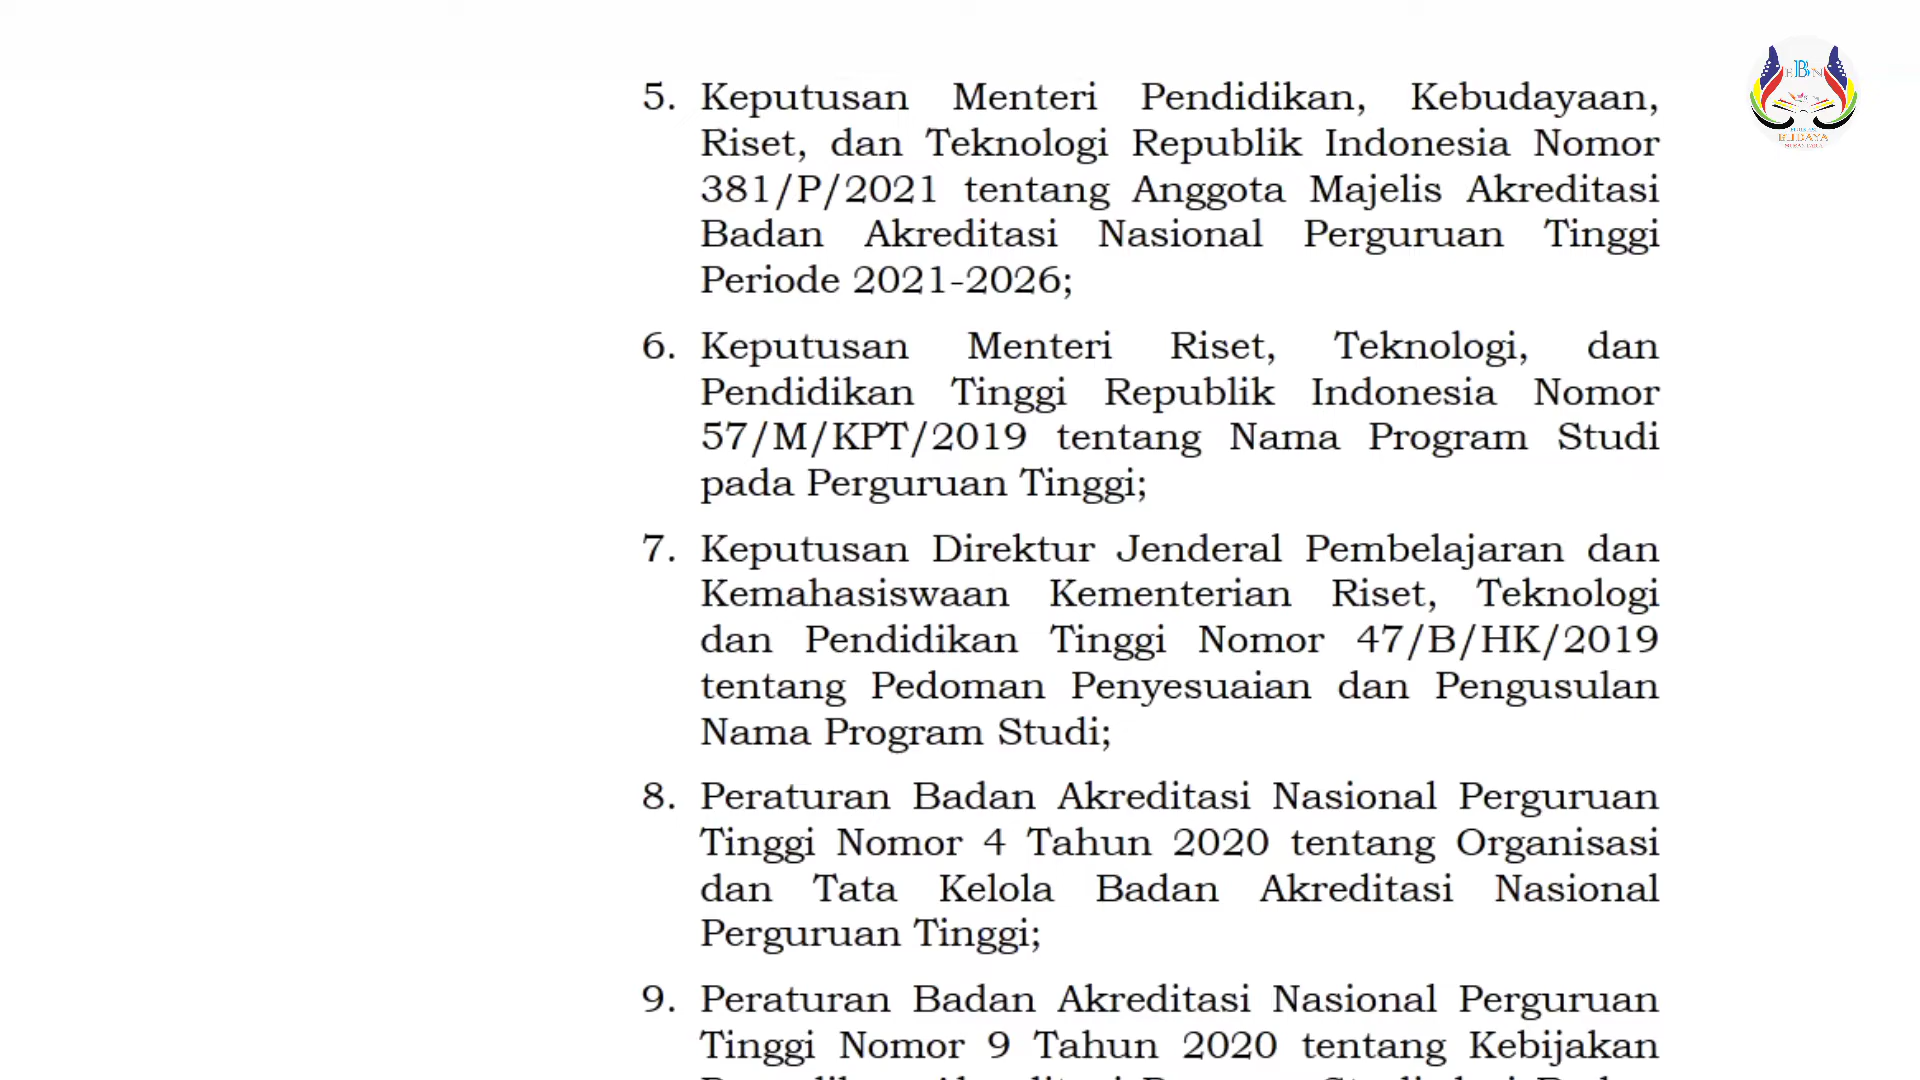 5. Keputusan Menteri Pendidikan, Kebudayaan,
Riset, dan Teknologi Republik Indonesia Nomor
381/P/2021 tentang Anggota Majelis Akreditasi
Badan Akreditasi Nasional Perguruan Tinggi
Periode 2021-2026;
6. Keputusan Menteri Riset, Teknologi, dan
Pendidikan Tinggi Republik Indonesia Nomor
57/M/KPT/2019 tentang Nama Program Studi
pada Perguruan Tinggi;
7. Keputusan Direktur Jenderal Pembelajaran dan
Kemahasiswaan Kementerian Riset, Teknologi
dan Pendidikan Tinggi Nomor 47/B/HK/2019
tentang Pedoman Penyesuaian dan Pengusulan
Nama Program Studi;
8. Peraturan Badan Akreditasi Nasional Perguruan
Tinggi Nomor 4 Tahun 2020 tentang Organisasi
dan Tata Kelola Badan Akreditasi Nasional
Perguruan Tinggi;
9. Peraturan Badan Akreditasi Nasional Perguruan
Tinggi Nomor 9 Tahun 2020 tentang Kebijakan
EBN
BUDAYA